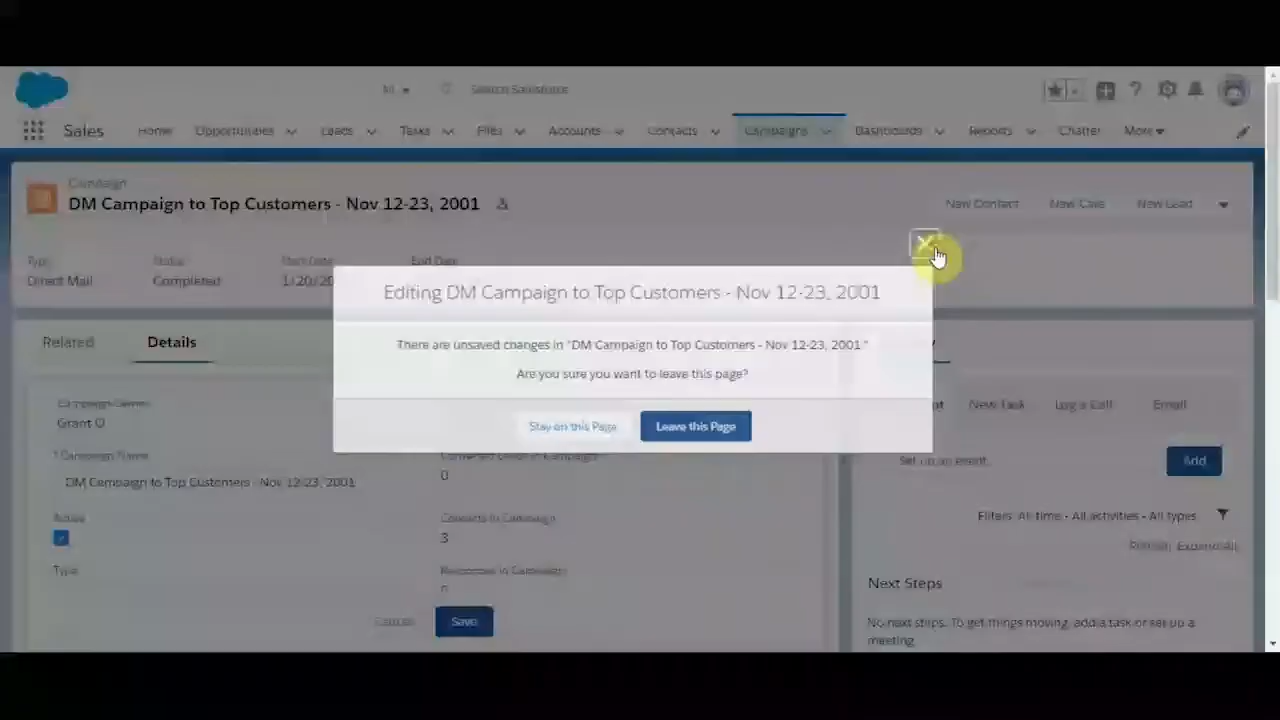 All
Search Salesforce
Sales Home Opportunities Leads Tasks Files Accounts Contacts Campaigns Dashboards Reports Chatter More
Campaign
DM Campaign to Top Customers - Nov 12-23, 2001
New Contact New Case New Lead
Type Status Start Date End Date
Direct Mail Completed 1/20/20
Editing DM Campaign to Top Customers - Nov 12-23, 2001
There are unsaved changes in "DM Campaign to Top Customers - Nov 12-23, 2001 "
Are you sure you want to leave this page?
Stay on this Page Leave this Page
Related Details
Campaign Owner
Grant O
* Campaign Name
DM Campaign to Top Customers - Nov 12-23, 2001
Active
Type
0
Contacts in Campaign
3
Responses in Campaign
Cancel Save
New Task Log a Call Email
Set up an event. Add
Filters: All time - All activities - All types
Refresh Expand All
Next Steps
No next steps. To get things moving, add a task or set up a
meeting.